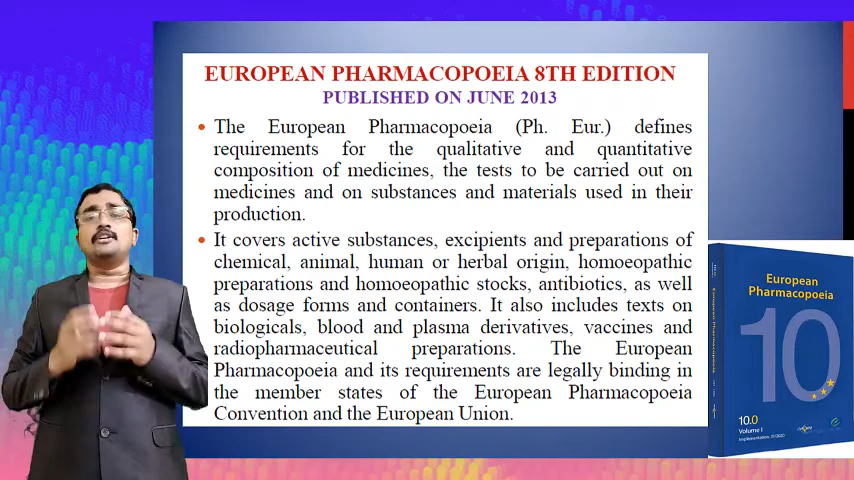 EUROPEAN PHARMACOPOEIA 8TH EDITION
PUBLISHED ON JUNE 2013
• The European Pharmacopoeia (Ph. Eur.) defines
requirements for the qualitative and quantitative
composition of medicines, the tests to be carried out on
medicines and on substances and materials used in their
production.
• It covers active substances, excipients and preparations of
chemical, animal, human or herbal origin, homoeopathic
preparations and homoeopathic stocks, antibiotics, as well
as dosage forms and containers. It also includes texts on
biologicals, blood and plasma derivatives, vaccines and
radiopharmaceutical preparations. The European
Pharmacopoeia and its requirements are legally binding in
the member states of the European Pharmacopoeia
Convention and the European Union.
European
Pharmacopoeia
10
10.0
Volume I
European Pharmacopoeia